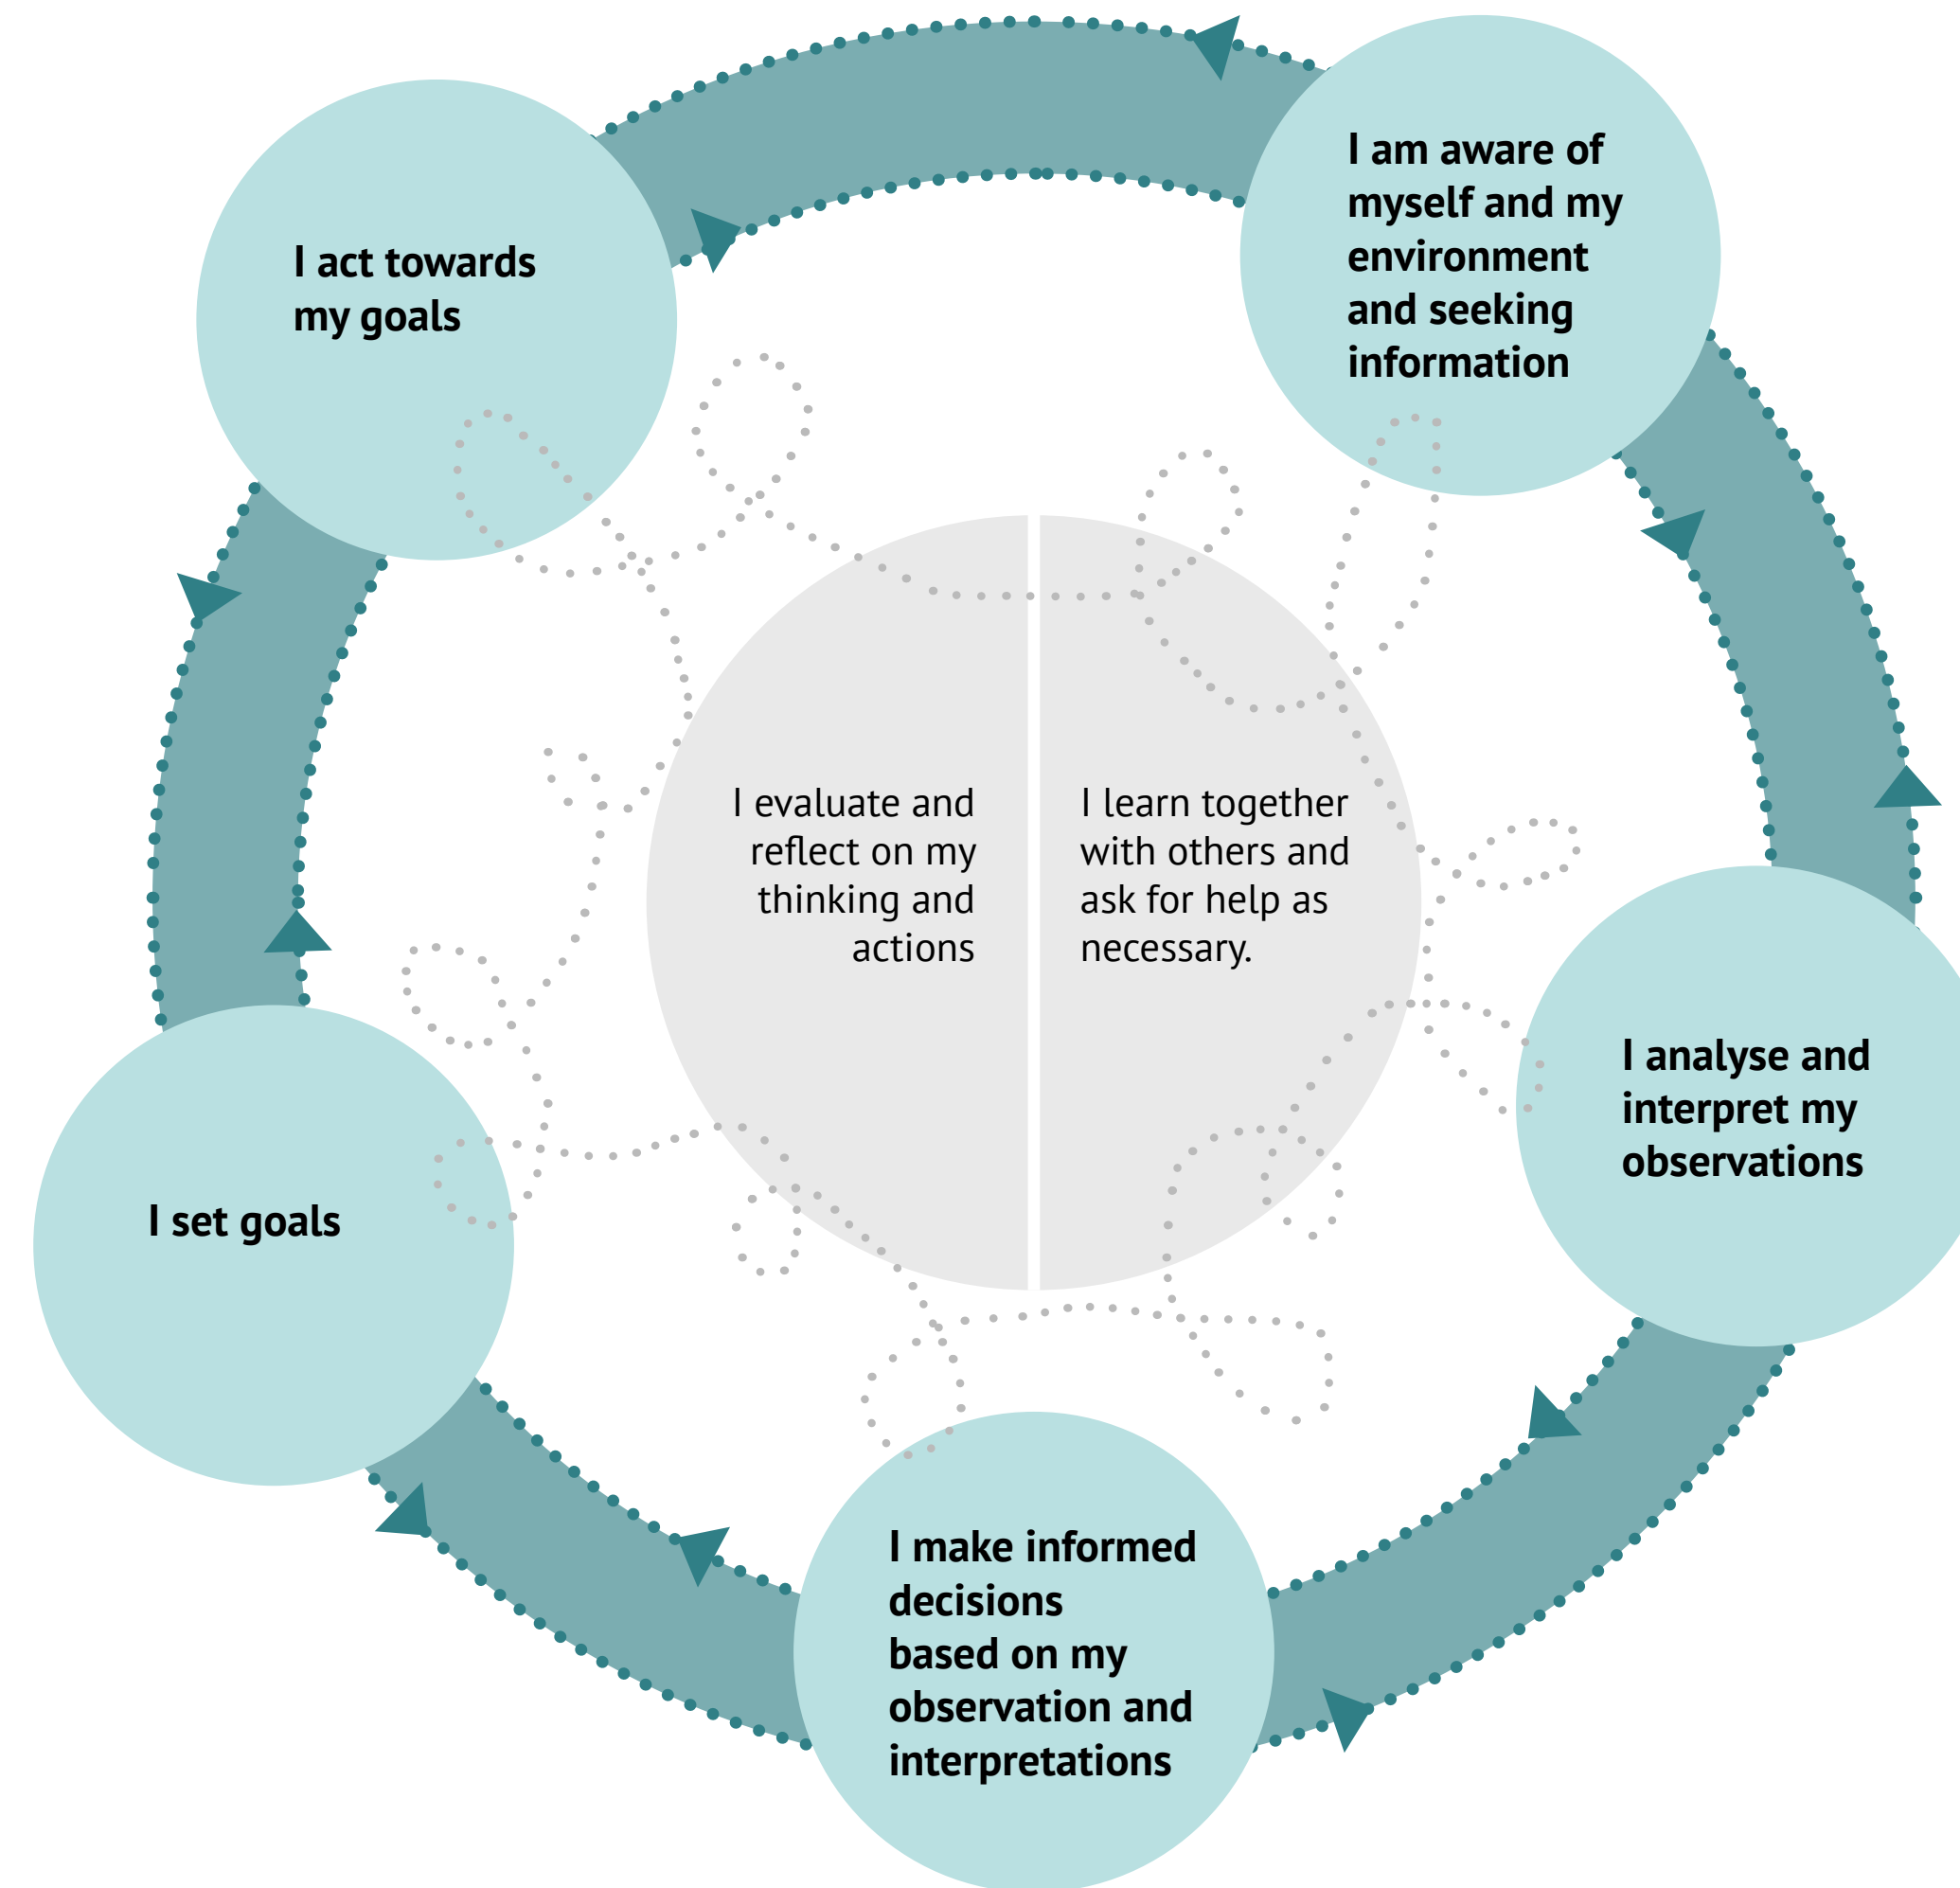 I am aware of
myself and my
environment
and seeking
information
I analyse and
interpret my
observations
I make informed
decisions
based on my
observation and
interpretations
I set goals
I act towards
my goals
I evaluate and
reflect on my
thinking and
actions
I learn together
with others and
ask for help as
necessary.